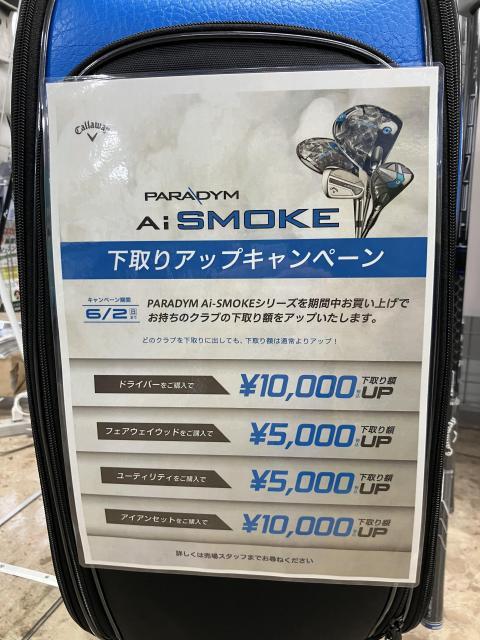 Callaway
PARADYM
Ai SMOKE
下取りアップキャンペーン
キャンペーン期間
6/2日まで
PARADYM Ai-SMOKEシリーズを期間中お買い上げで
お持ちのクラブの下取り額をアップいたします。
どのクラブを下取りに出しても、下取り額は通常よりアップ!
ドライバーをご購入で ¥10,000 下取り額UP
フェアウェイウッドをご購入で ¥5,000 下取り額UP
ユーティリティをご購入で ¥5,000 下取り額UP
アイアンセットをご購入で ¥10,000 下取り額UP
詳しくは売場スタッフまでお尋ねください